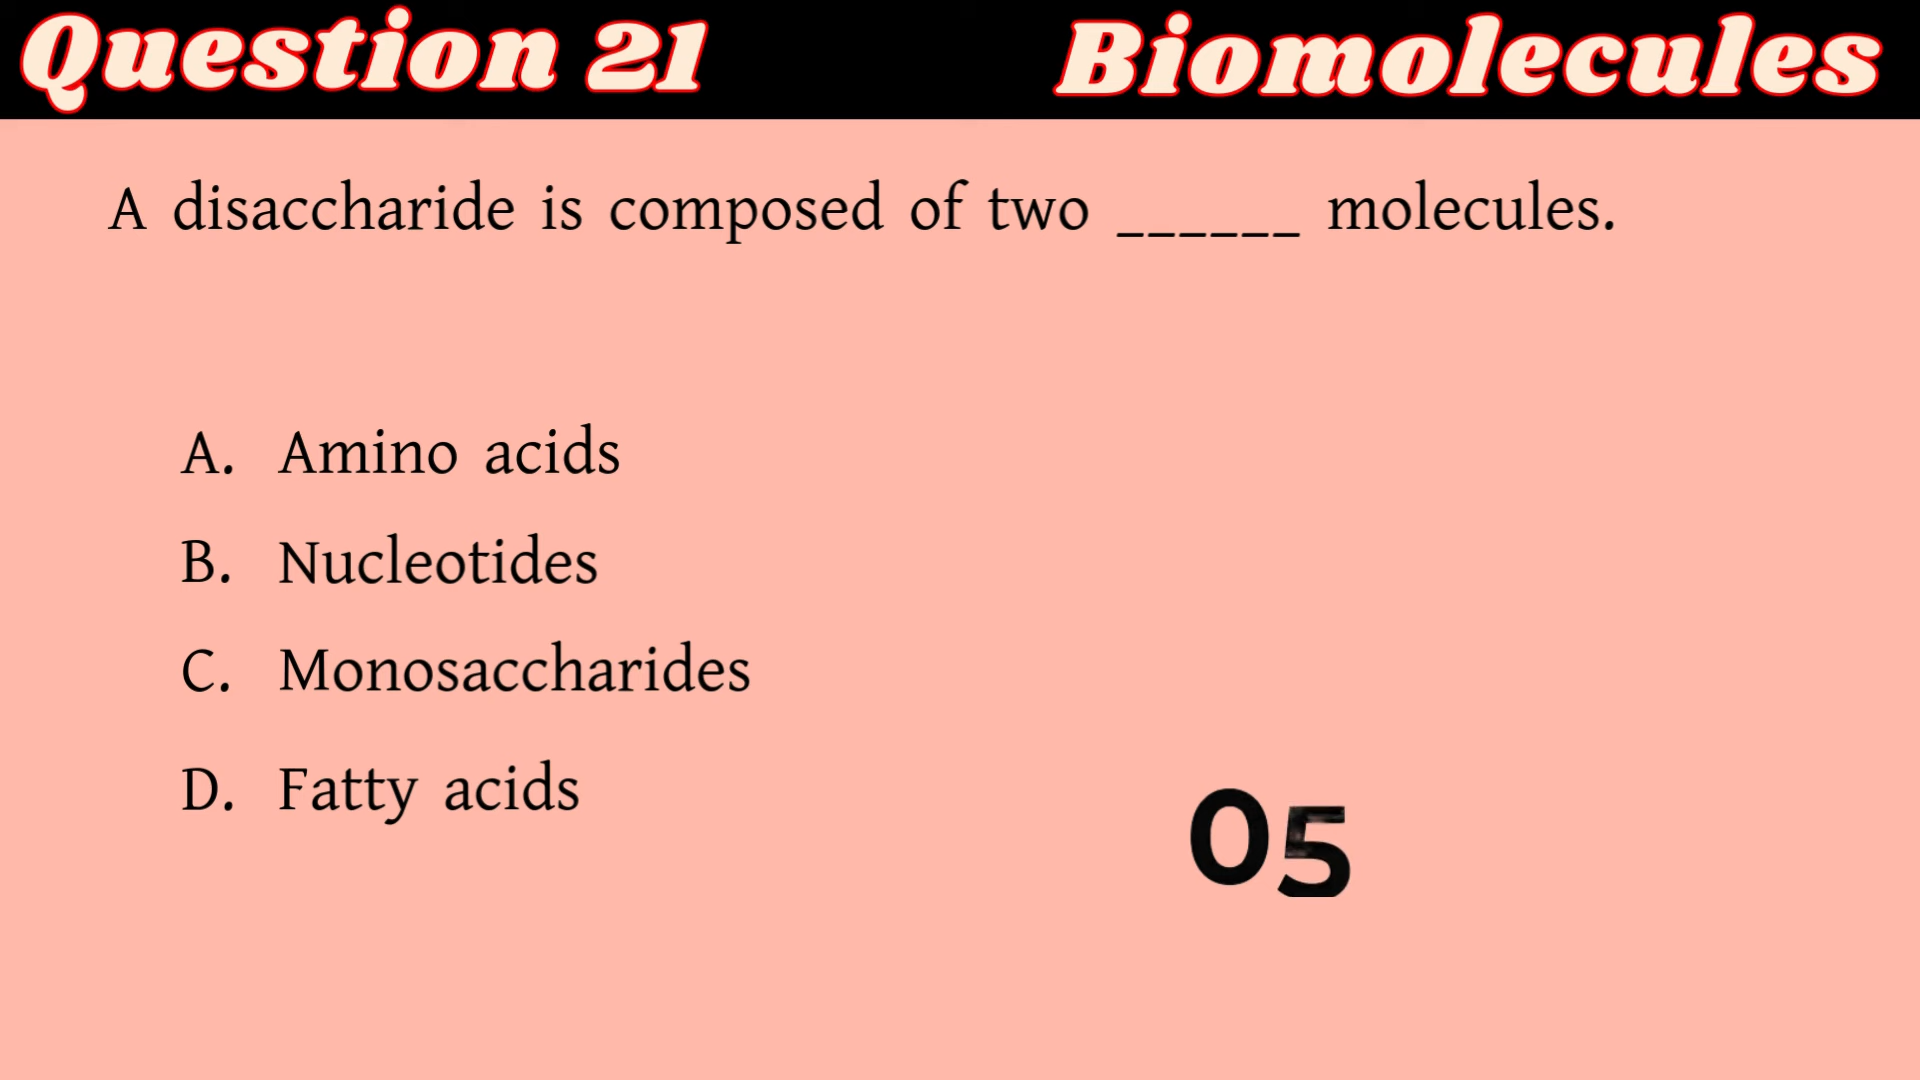 Question 21 Biomolecules
A disaccharide is composed of two ______ molecules.
A. Amino acids
B. Nucleotides
C. Monosaccharides
D. Fatty acids
05